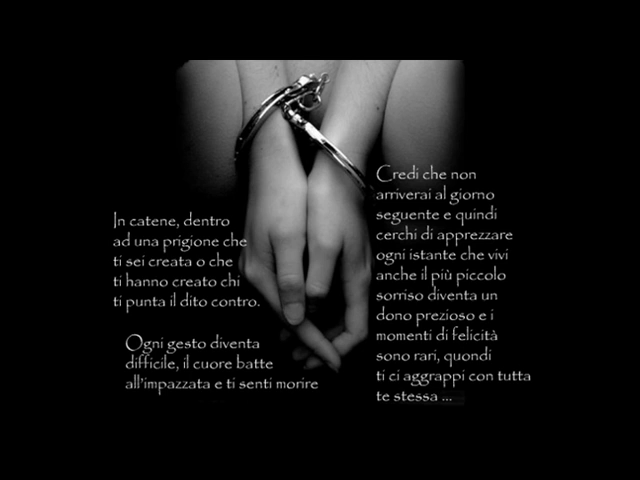 In catene, dentro
ad una prigione che
ti sei creata o che
ti hanno creato chi
ti punta il dito contro.
Ogni gesto diventa
difficile, il cuore batte
all'impazzata e ti senti morire
Credi che non
arriverai al giorno
seguente e quindi
cerchi di apprezzare
ogni istante che vivi
anche il più piccolo
sorriso diventa un
dono prezioso e i
momenti di felicità
sono rari, quondi
ti ci aggrappi con tutta
te stessa ...